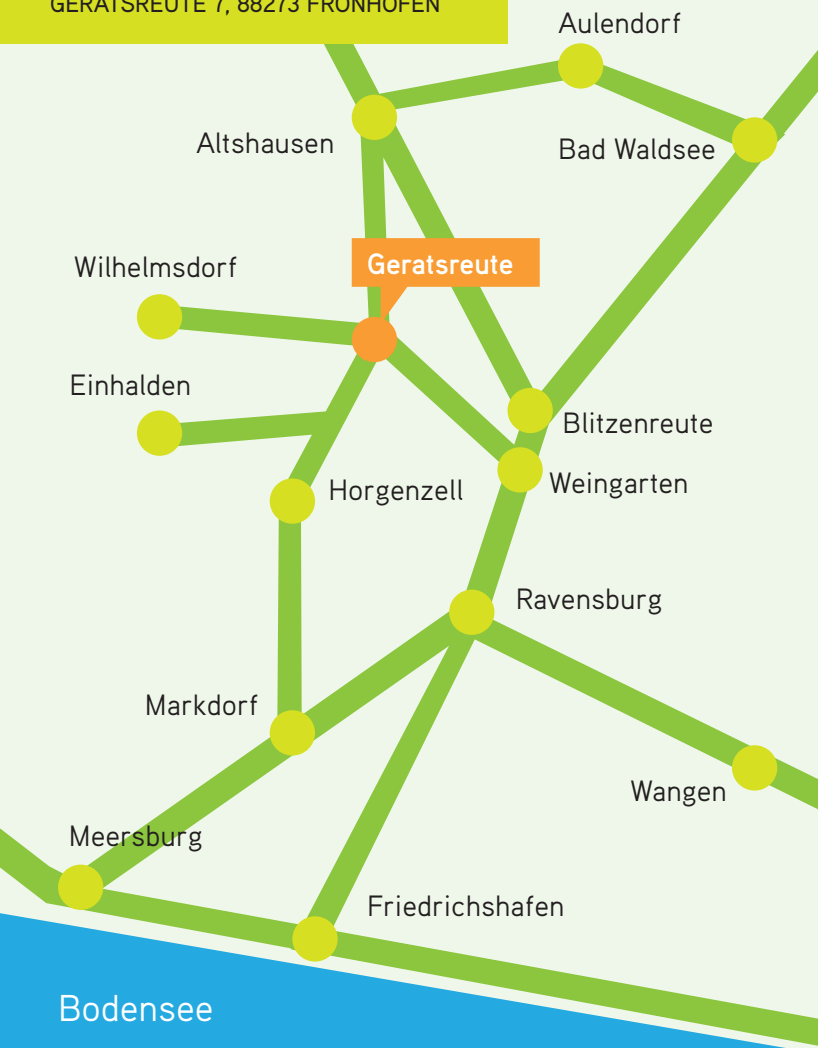 GERATSREUTE 7, 88273 FRONHOFEN
Aulendorf
Altshausen
Bad Waldsee
Wilhelmsdorf
Geratsreute
Einhalden
Blitzenreute
Weingarten
Horgenzell
Ravensburg
Markdorf
Wangen
Meersburg
Friedrichshafen
Bodensee